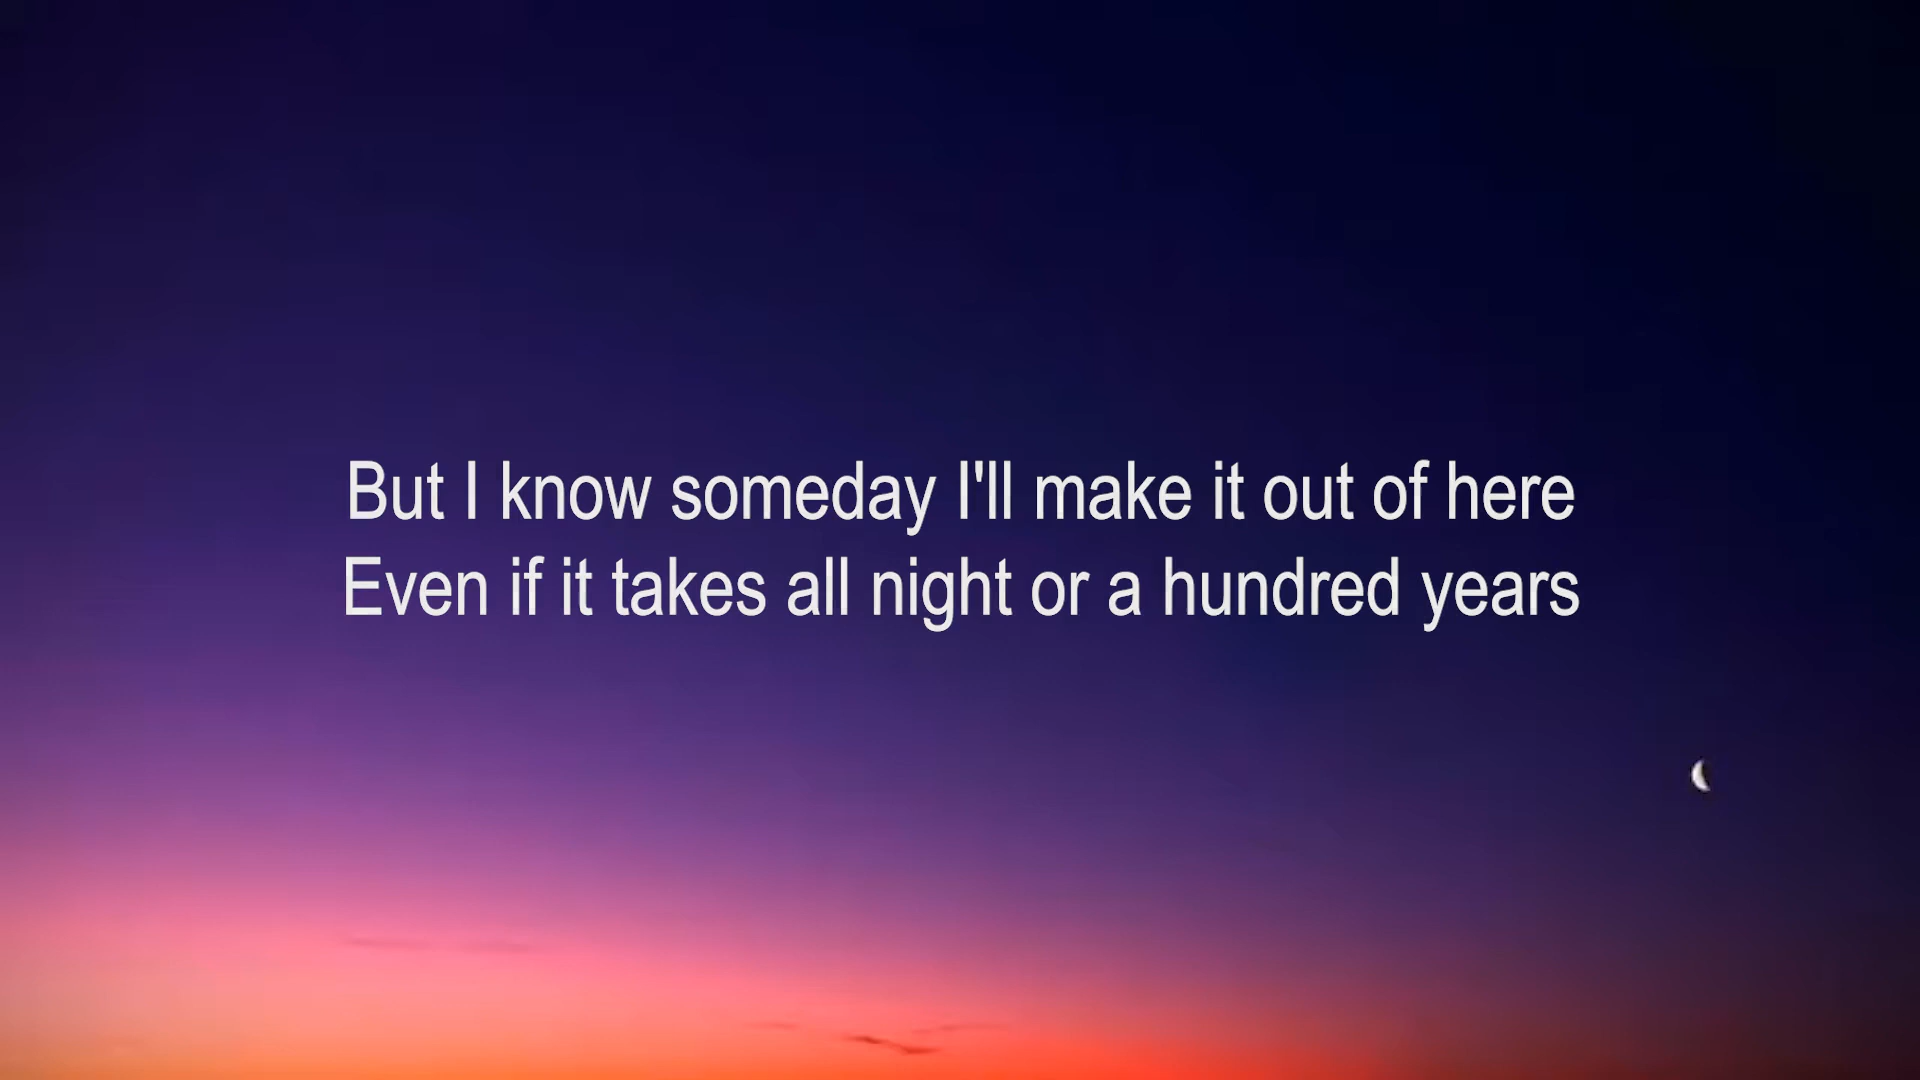 But I know someday I'll make it out of here
Even if it takes all night or a hundred years